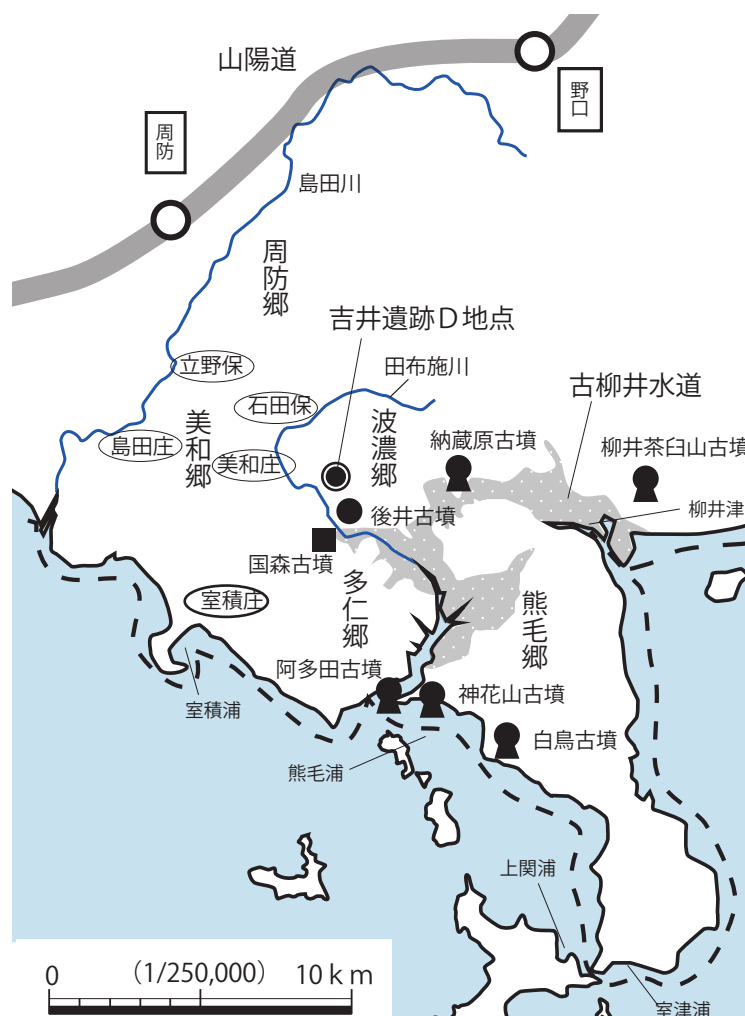 山陽道
野口
周防
島田川
周防郷
吉井遺跡D地点
立野保
田布施川
石田保
古柳井水道
美和郷
波濃郷
島田庄
美和庄
納蔵原古墳
柳井茶臼山古墳
柳井津
後井古墳
国森古墳
多仁郷
熊毛郷
室積庄
阿多田古墳
神花山古墳
室積浦
白鳥古墳
熊毛浦
上関浦
室津浦
0 (1/250,000) 10km